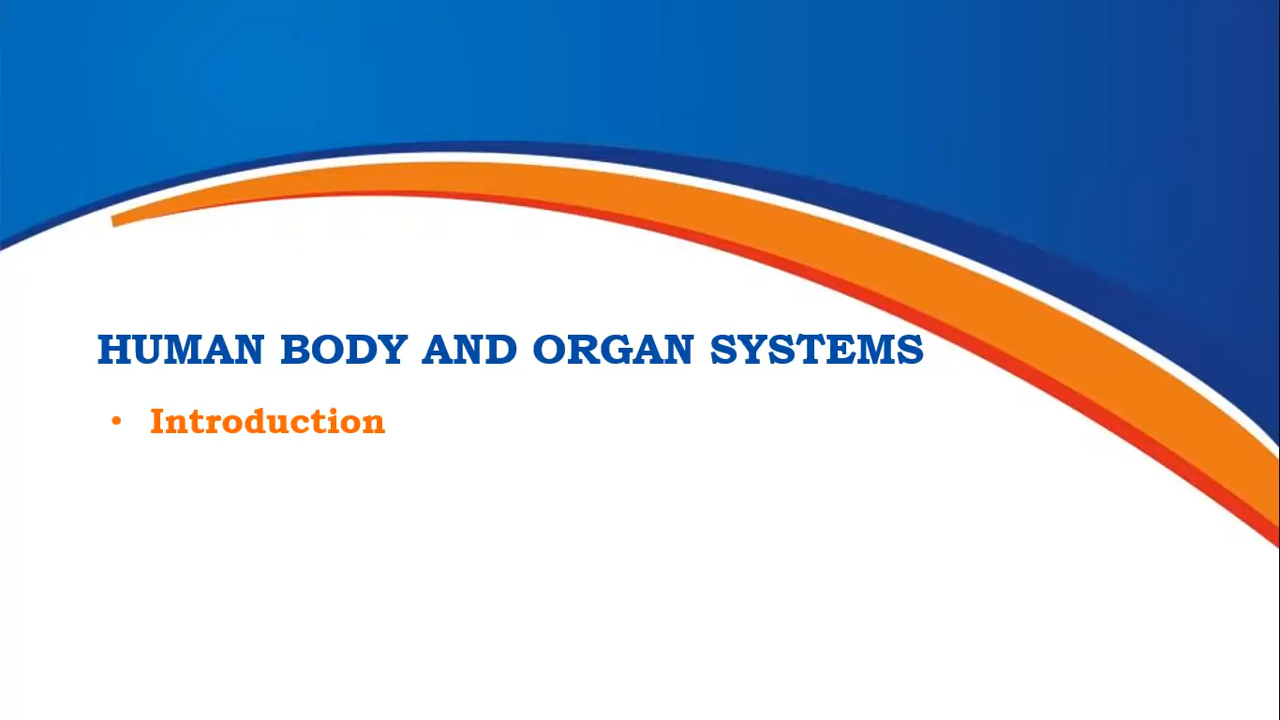 HUMAN BODY AND ORGAN SYSTEMS
• Introduction